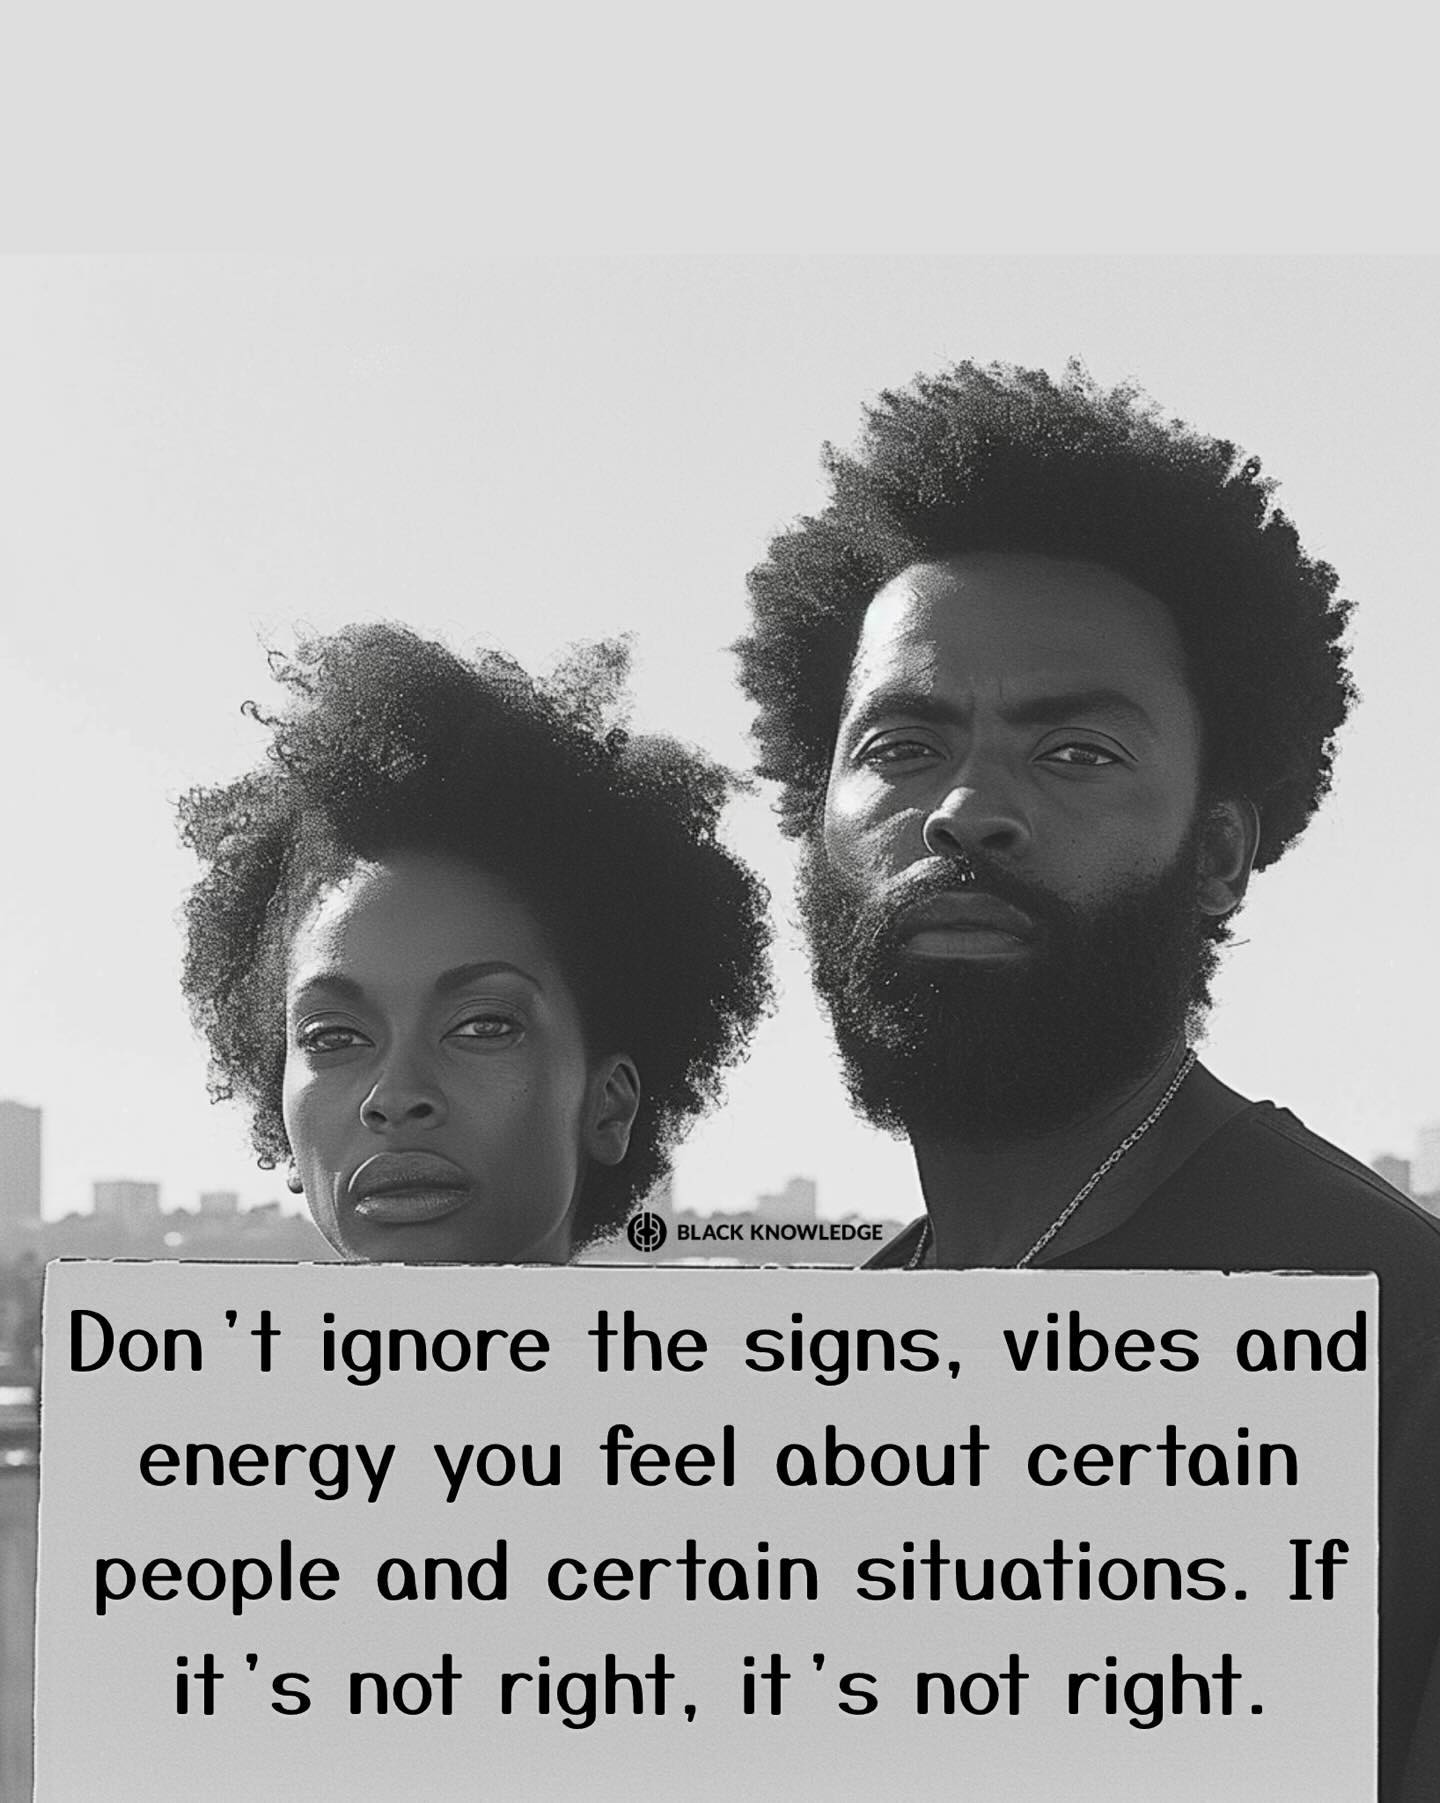 BLACK KNOWLEDGE
Don't ignore the signs, vibes and
energy you feel about certain
people and certain situations. If
it's not right, it's not right.